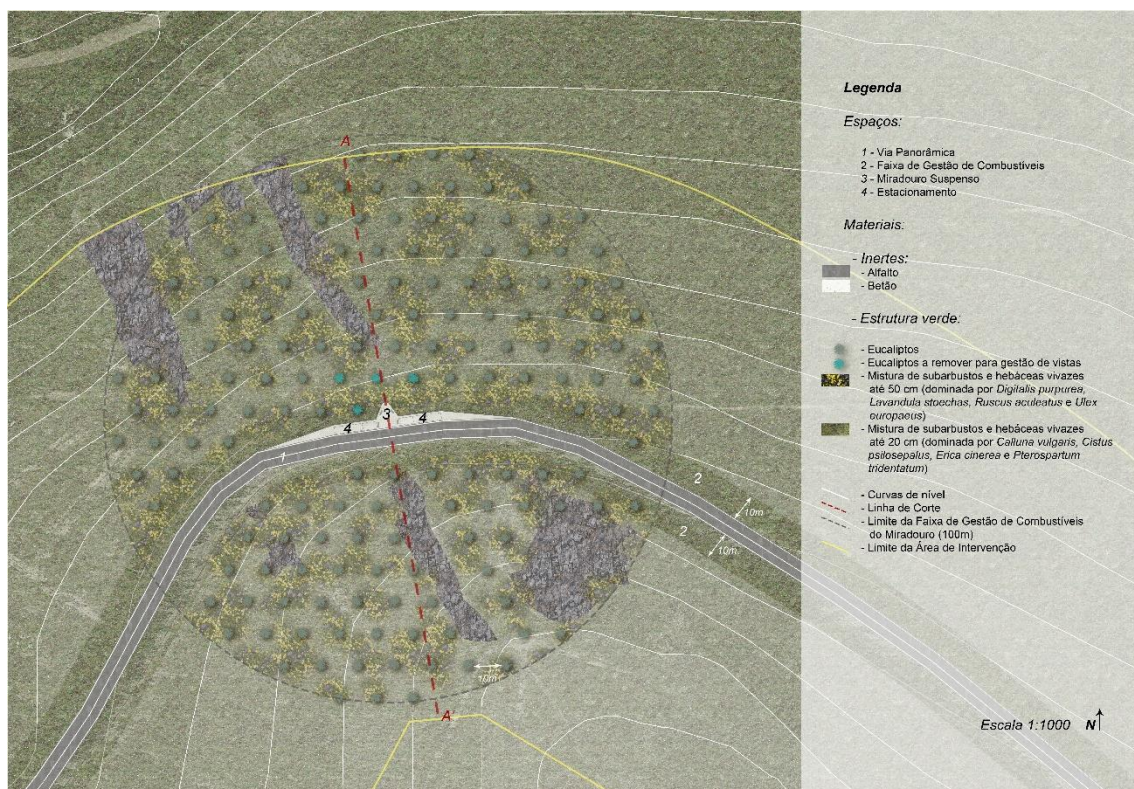 Legenda
Espaços:
1 - Via Panorâmica
2 - Faixa de Gestão de Combustíveis
3 - Miradouro Suspenso
4 - Estacionamento
Materiais:
- Inertes:
- Alfalto
- Betão
- Estrutura verde:
- Eucaliptos
- Eucaliptos a remover para gestão de vistas
- Mistura de subarbustos e hebáceas vivazes
até 50 cm (dominada por Digitalis purpurea,
Lavandula stoechas, Ruscus aculeatus e Ulex
europaeus)
- Mistura de subarbustos e hebáceas vivazes
até 20 cm (dominada por Calluna vulgaris, Cistus
psilosepalus, Erica cinerea e Pterospartum
tridentatum)
- Curvas de nível
- Linha de Corte
- Limite da Faixa de Gestão de Combustíveis
do Miradouro (100m)
- Limite da Área de Intervenção
Escala 1:1000 N
A
3
4
4
1
2
10m
2
10m
10m
A'